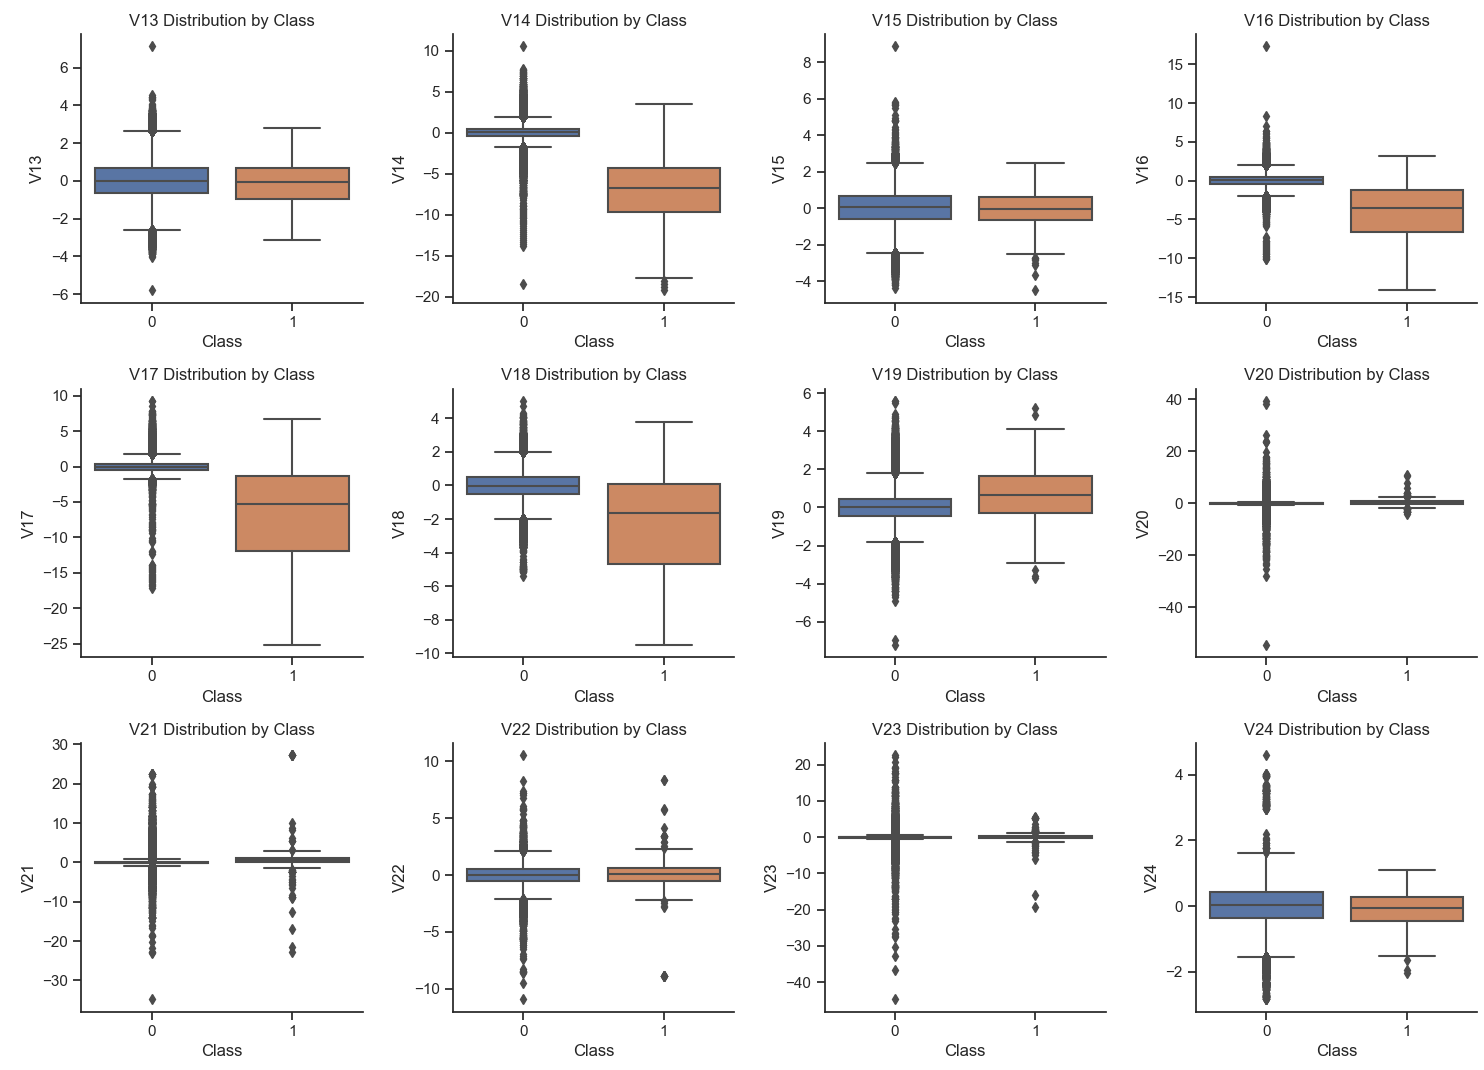 V13 Distribution by Class
V13
6
4
2
0
−2
−4
−6
0 1
Class
V14 Distribution by Class
V14
10
5
0
−5
−10
−15
−20
0 1
Class
V15 Distribution by Class
V15
8
6
4
2
0
−2
−4
0 1
Class
V16 Distribution by Class
V16
15
10
5
0
−5
−10
−15
0 1
Class
V17 Distribution by Class
V17
10
5
0
−5
−10
−15
−20
−25
0 1
Class
V18 Distribution by Class
V18
4
2
0
−2
−4
−6
−8
−10
0 1
Class
V19 Distribution by Class
V19
6
4
2
0
−2
−4
−6
0 1
Class
V20 Distribution by Class
V20
40
20
0
−20
−40
0 1
Class
V21 Distribution by Class
V21
30
20
10
0
−10
−20
−30
0 1
Class
V22 Distribution by Class
V22
10
5
0
−5
−10
0 1
Class
V23 Distribution by Class
V23
20
10
0
−10
−20
−30
−40
0 1
Class
V24 Distribution by Class
V24
4
2
0
−2
0 1
Class